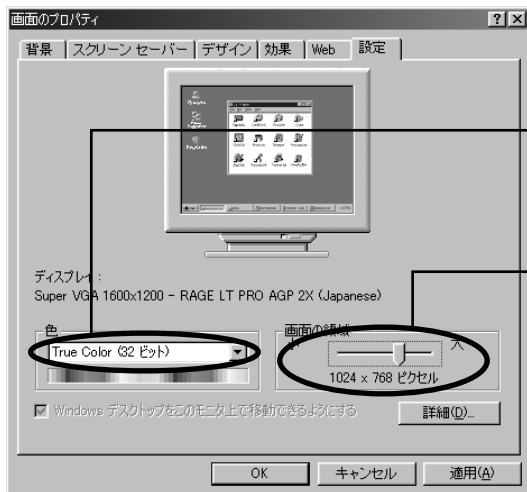 画面のプロパティ
背景 スクリーン セーバー デザイン 効果 Web 設定
ディスプレイ:
Super VGA 1600x1200 - RAGE LT PRO AGP 2X (Japanese)
色 画面の領域
小 大
True Color (32 ビット)
1024 x 768 ピクセル
Windows デスクトップをこのモニタ上で移動できるようにする 詳細(D)...
OK キャンセル 適用(A)